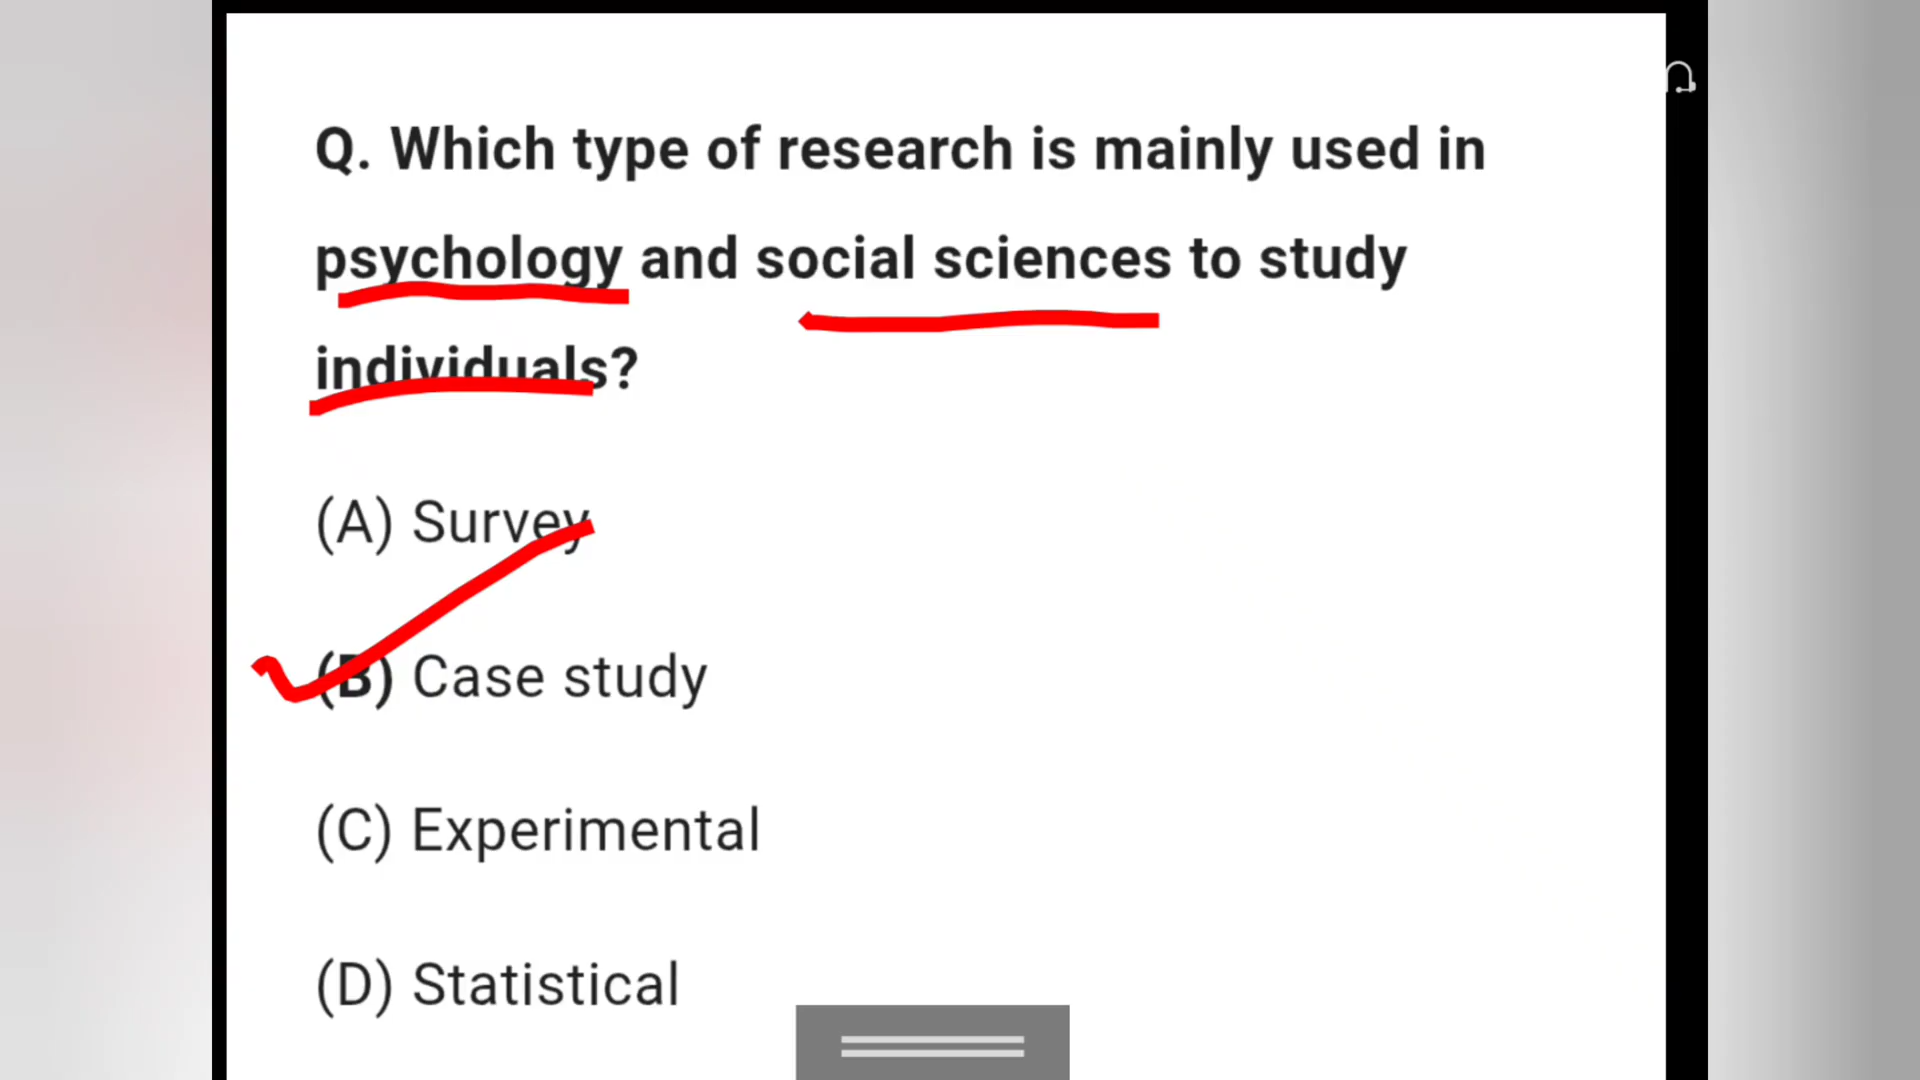 Q. Which type of research is mainly used in
psychology and social sciences to study
individuals?
(A) Survey
(B) Case study
(C) Experimental
(D) Statistical